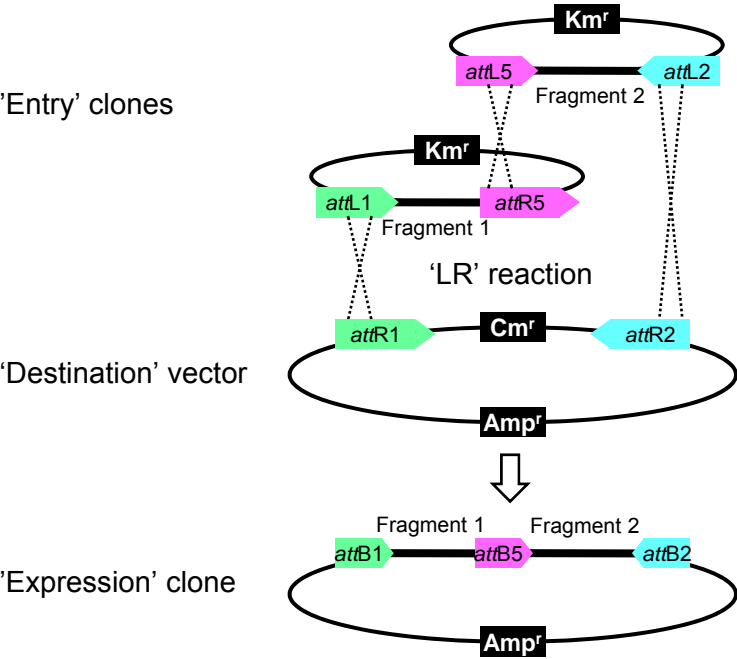 Kmʳ
attL5
attL2
Fragment 2
’Entry’ clones
Kmʳ
attL1
attR5
Fragment 1
‘LR’ reaction
attR1
Cmʳ
attR2
‘Destination’ vector
Ampʳ
Fragment 1
Fragment 2
attB1
attB5
attB2
’Expression’ clone
Ampʳ